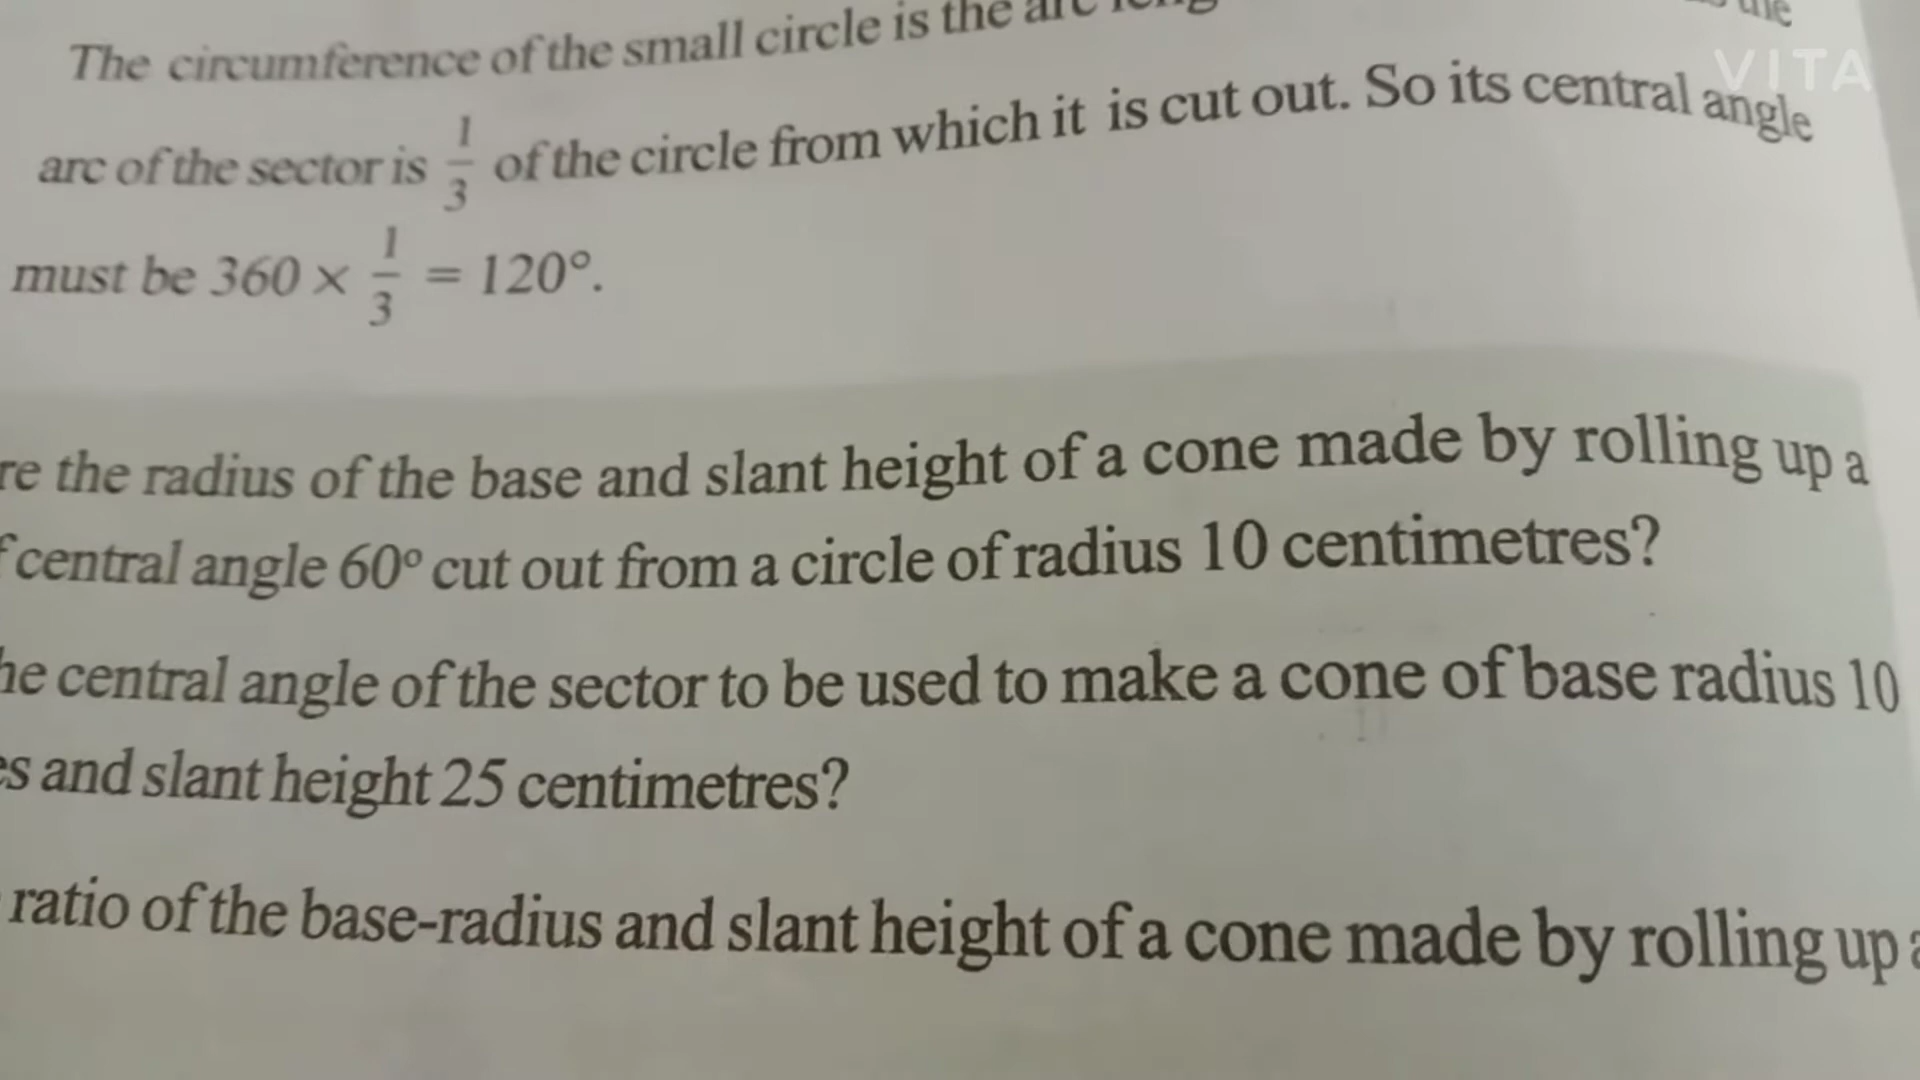 The circumference of the small circle is the arc
the
VITA
arc of the sector is 1/3 of the circle from which it is cut out. So its central angle
must be 360 × 1/3 = 120°.
re the radius of the base and slant height of a cone made by rolling up a
central angle 60° cut out from a circle of radius 10 centimetres?
he central angle of the sector to be used to make a cone of base radius 10
es and slant height 25 centimetres?
ratio of the base-radius and slant height of a cone made by rolling up a